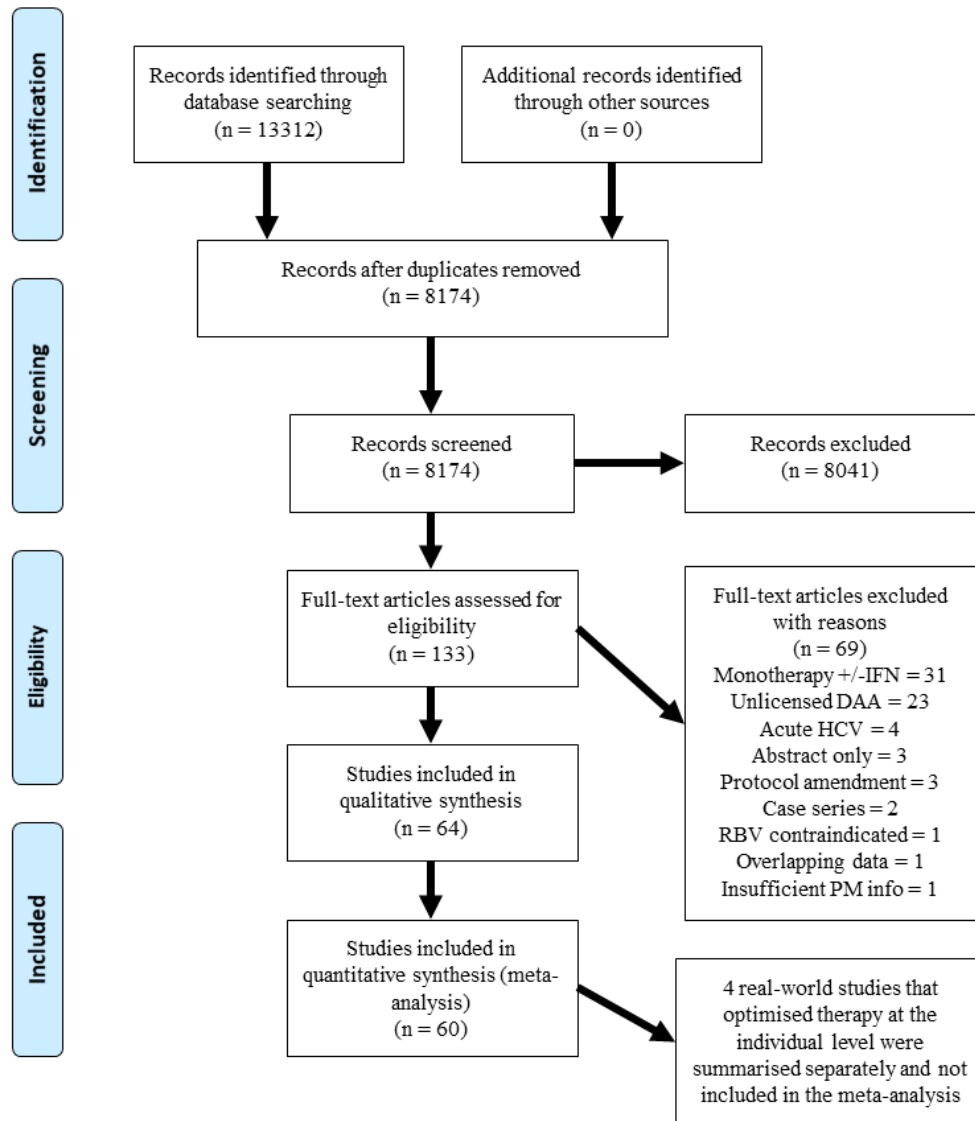 Identification
Records identified through
database searching
(n = 13312)
Additional records identified
through other sources
(n = 0)
Records after duplicates removed
(n = 8174)
Screening
Records screened
(n = 8174)
Records excluded
(n = 8041)
Eligibility
Full-text articles assessed for
eligibility
(n = 133)
Full-text articles excluded
with reasons
(n = 69)
Monotherapy +/-IFN = 31
Unlicensed DAA = 23
Acute HCV = 4
Abstract only = 3
Protocol amendment = 3
Case series = 2
RBV contraindicated = 1
Overlapping data = 1
Insufficient PM info = 1
Studies included in
qualitative synthesis
(n = 64)
Included
Studies included in
quantitative synthesis (meta-
analysis)
(n = 60)
4 real-world studies that
optimised therapy at the
individual level were
summarised separately and not
included in the meta-analysis